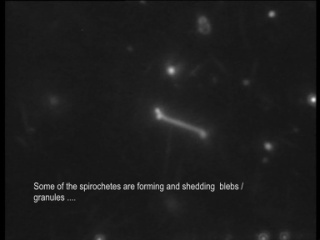 Some of the spirochetes are forming and shedding blebs /
granules ....